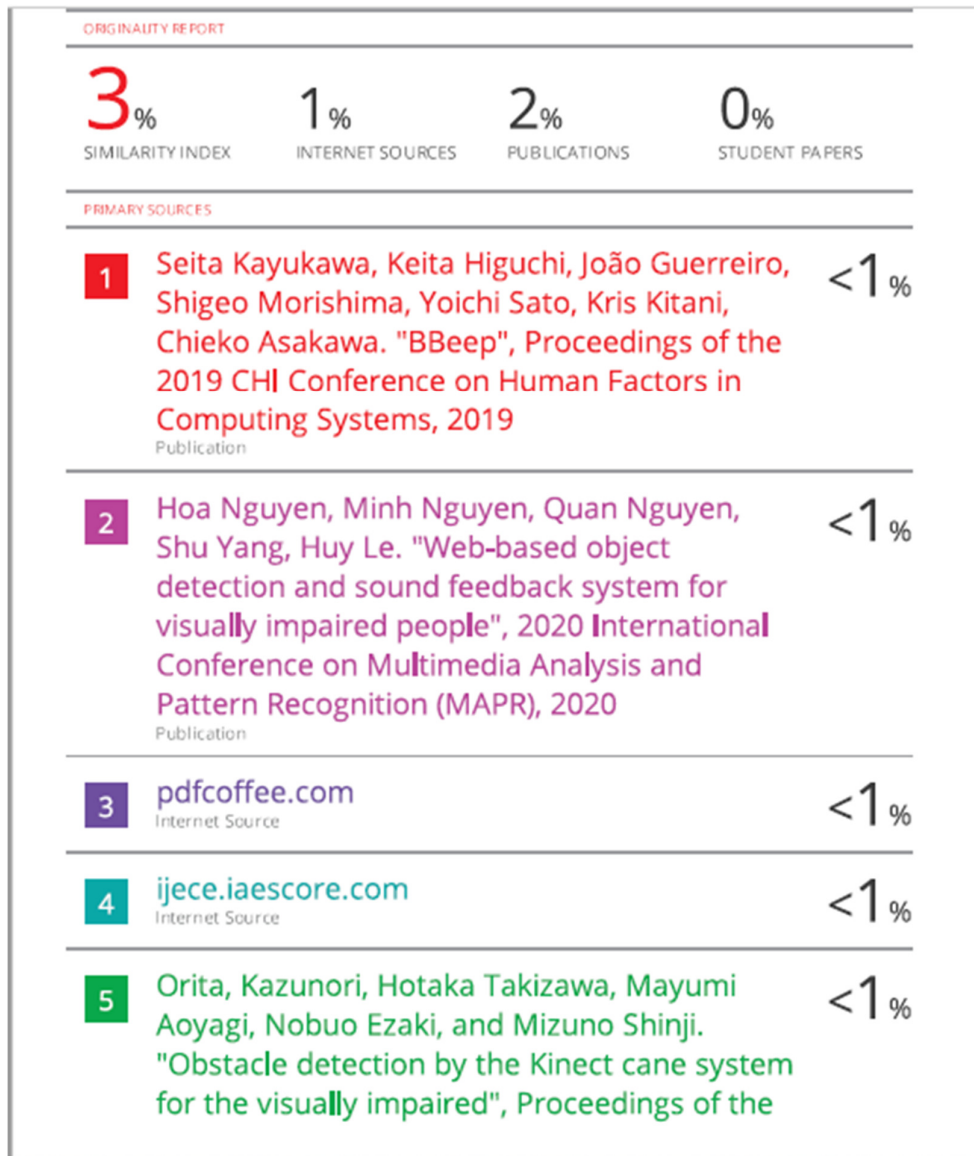 ORIGINALITY REPORT
3% 1% 2% 0%
SIMILARITY INDEX INTERNET SOURCES PUBLICATIONS STUDENT PAPERS
PRIMARY SOURCES
1 Seita Kayukawa, Keita Higuchi, João Guerreiro, <1%
Shigeo Morishima, Yoichi Sato, Kris Kitani,
Chieko Asakawa. "BBeep", Proceedings of the
2019 CHI Conference on Human Factors in
Computing Systems, 2019
Publication
2 Hoa Nguyen, Minh Nguyen, Quan Nguyen, <1%
Shu Yang, Huy Le. "Web-based object
detection and sound feedback system for
visually impaired people", 2020 International
Conference on Multimedia Analysis and
Pattern Recognition (MAPR), 2020
Publication
3 pdfcoffee.com <1%
Internet Source
4 ijece.iaescore.com <1%
Internet Source
5 Orita, Kazunori, Hotaka Takizawa, Mayumi <1%
Aoyagi, Nobuo Ezaki, and Mizuno Shinji.
"Obstacle detection by the Kinect cane system
for the visually impaired", Proceedings of the